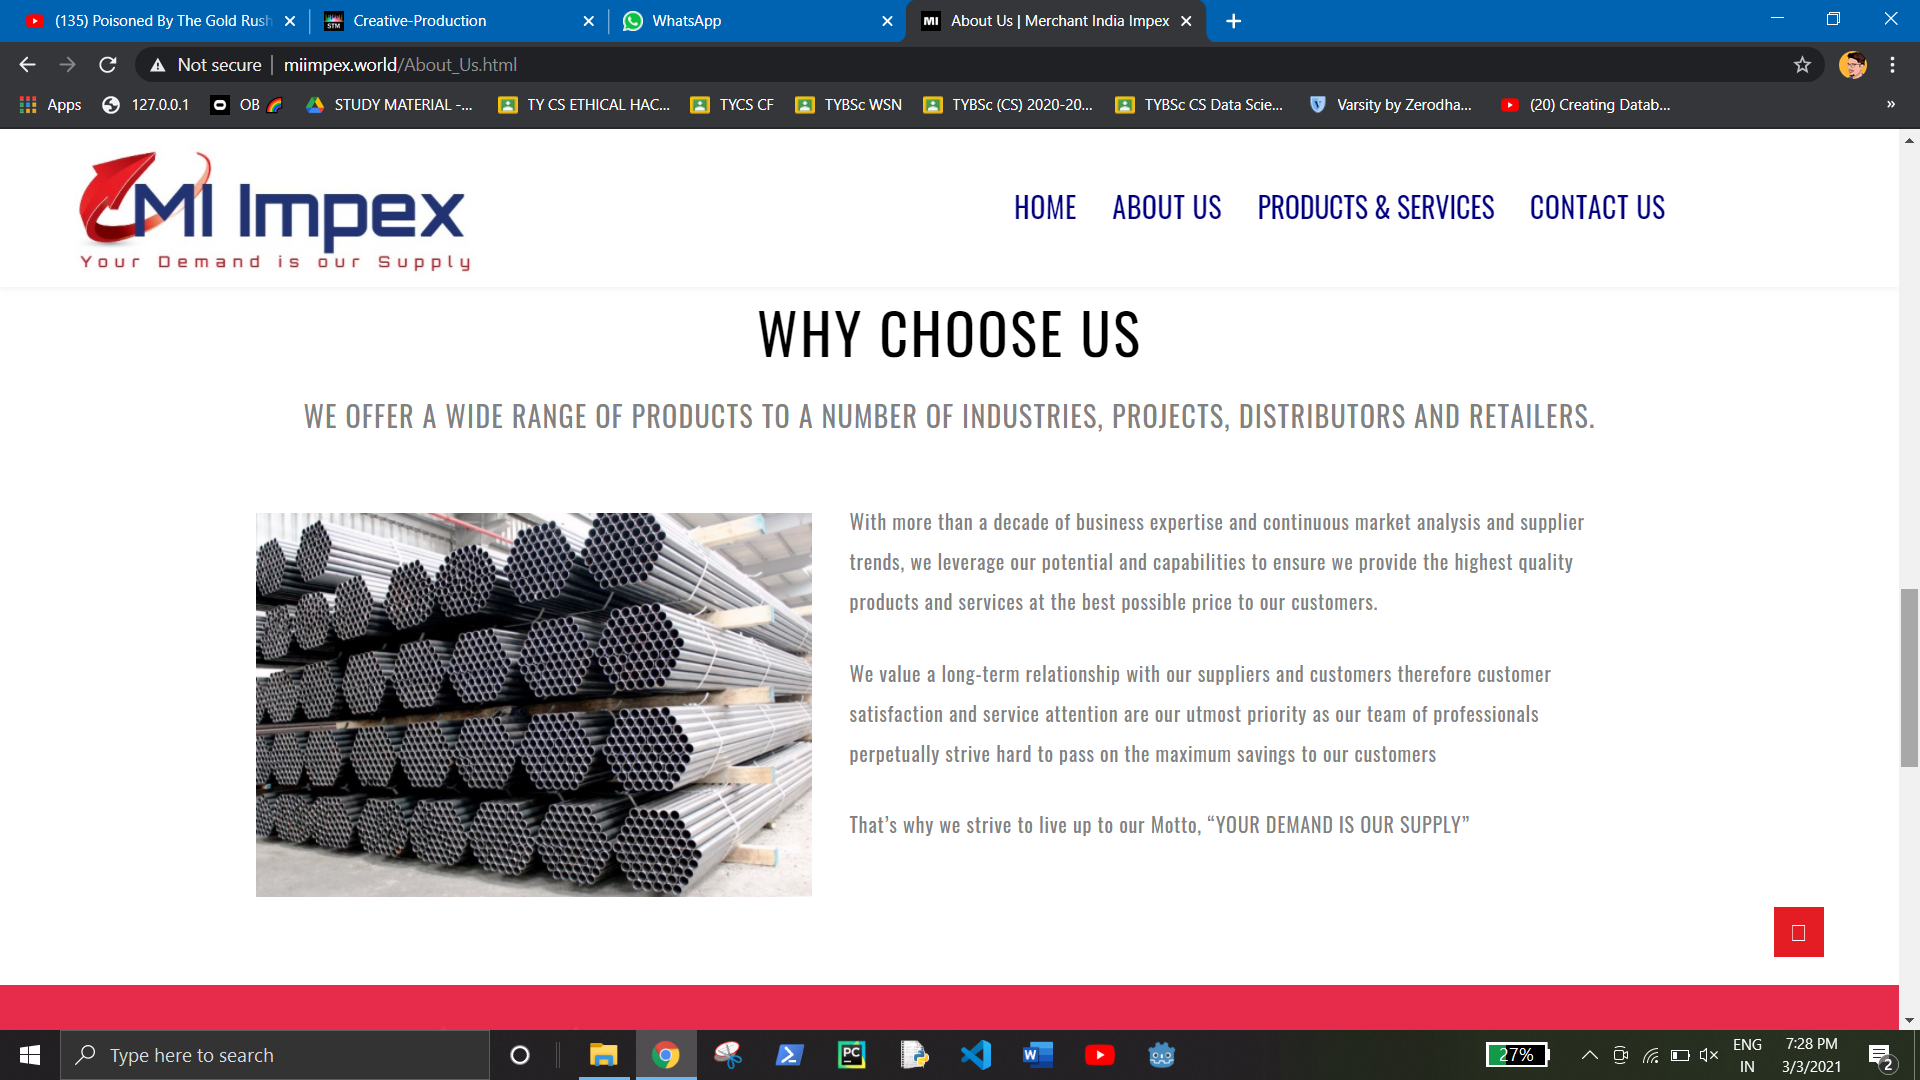 (135) Poisoned By The Gold Rush
Creative-Production
WhatsApp
MI About Us | Merchant India Impex
Not secure miimpex.world/About_Us.html
Apps 127.0.0.1 OB STUDY MATERIAL -... TY CS ETHICAL HAC... TYCS CF TYBSc WSN TYBSc (CS) 2020-20... TYBSc CS Data Scie... Varsity by Zerodha... (20) Creating Datab... »
MI Impex
Your Demand is our Supply
HOME ABOUT US PRODUCTS & SERVICES CONTACT US
WHY CHOOSE US
WE OFFER A WIDE RANGE OF PRODUCTS TO A NUMBER OF INDUSTRIES, PROJECTS, DISTRIBUTORS AND RETAILERS.
With more than a decade of business expertise and continuous market analysis and supplier
trends, we leverage our potential and capabilities to ensure we provide the highest quality
products and services at the best possible price to our customers.
We value a long-term relationship with our suppliers and customers therefore customer
satisfaction and service attention are our utmost priority as our team of professionals
perpetually strive hard to pass on the maximum savings to our customers
That's why we strive to live up to our Motto, “YOUR DEMAND IS OUR SUPPLY”
Type here to search
27%
ENG
IN
7:28 PM
3/3/2021
2